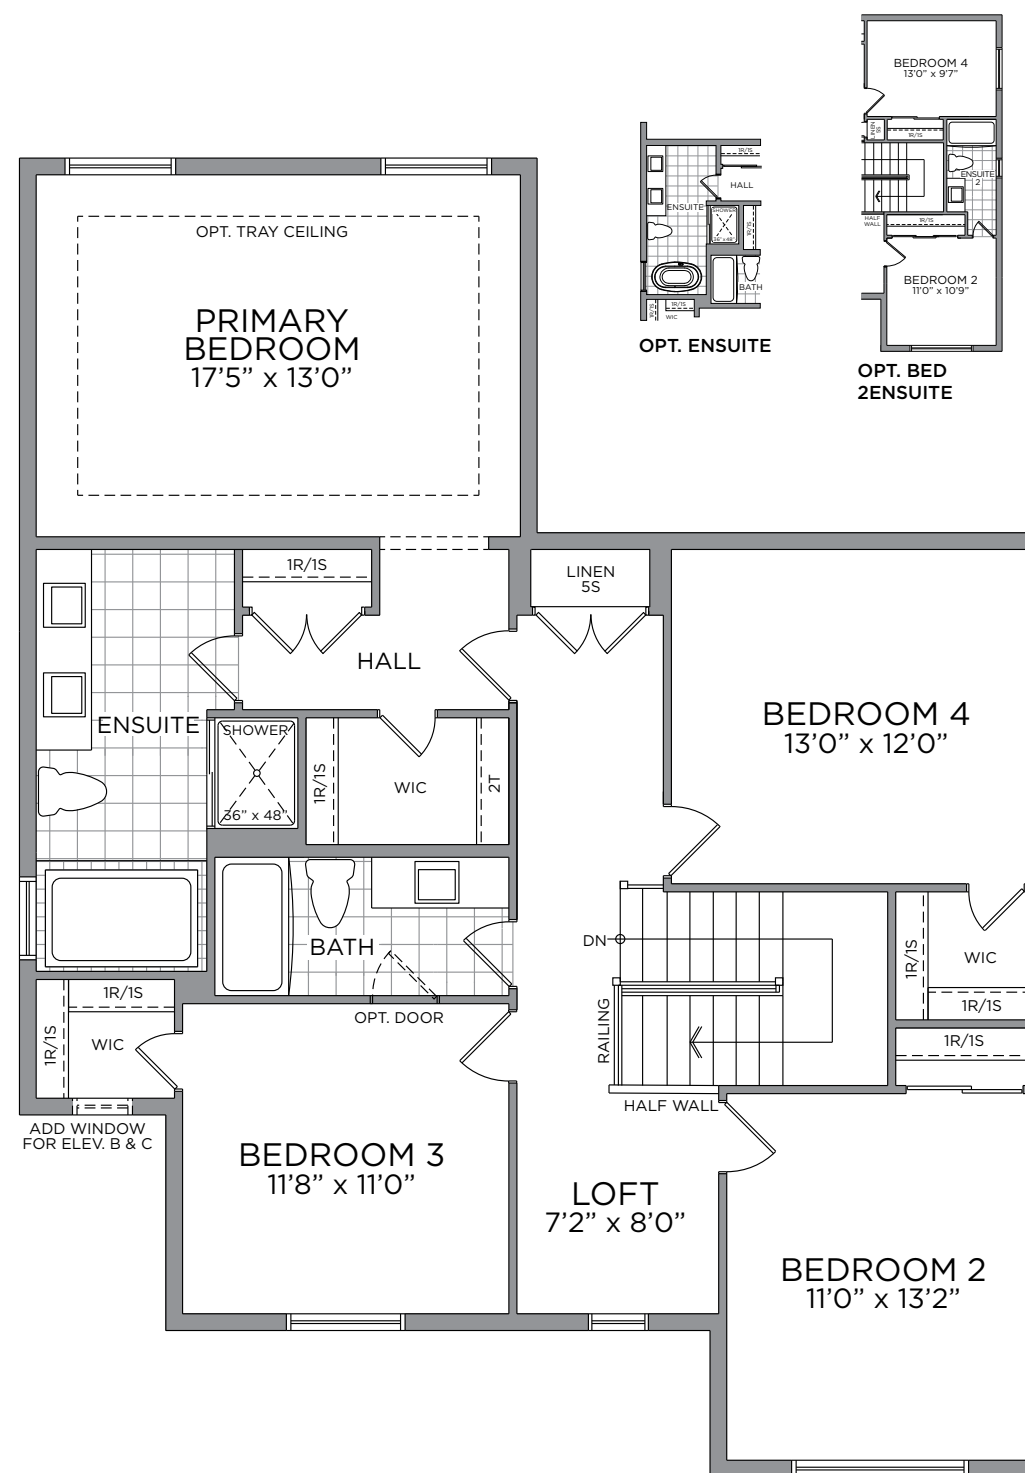 BEDROOM 4
13'0” x 9'7”
LINEN
5S
1R/1S
ENSUITE
2
HALF
WALL
1R/1S
BEDROOM 2
11'0” x 10'9”
OPT. BED
2ENSUITE
1R/1S
HALL
ENSUITE
SHOWER
36” x 48”
1R/1S
BATH
1R/1S
1R/1S
WIC
OPT. ENSUITE
OPT. TRAY CEILING
PRIMARY
BEDROOM
17’5” x 13’0”
1R/1S
LINEN
5S
HALL
ENSUITE
SHOWER
36” x 48”
1R/1S
WIC
2T
BEDROOM 4
13’0” x 12’0”
BATH
OPT. DOOR
DN
RAILING
HALF WALL
1R/1S
WIC
1R/1S
1R/1S
1R/1S
1R/1S
WIC
ADD WINDOW
FOR ELEV. B & C
BEDROOM 3
11’8” x 11’0”
LOFT
7’2” x 8’0”
BEDROOM 2
11’0” x 13’2”